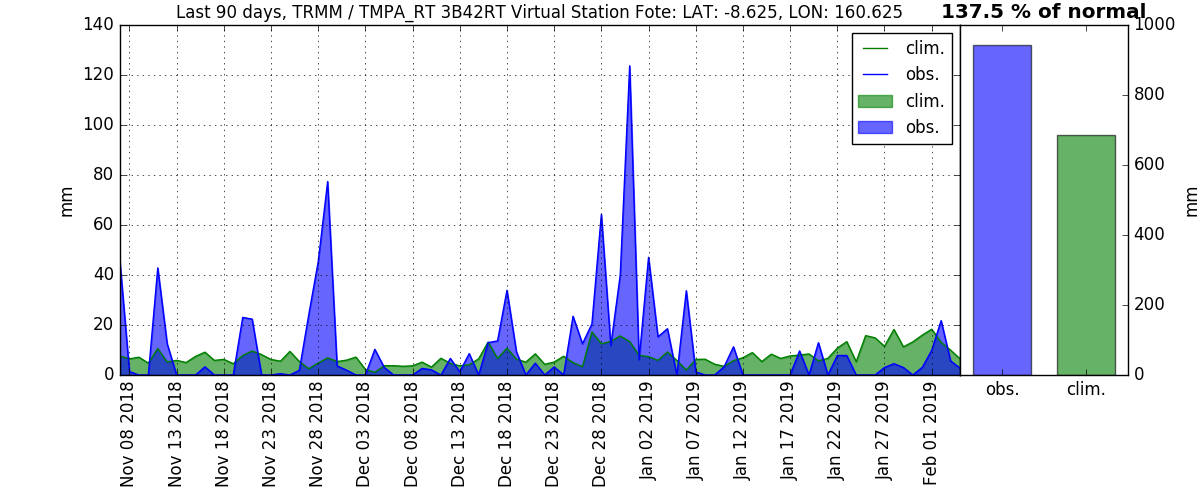 Last 90 days, TRMM / TMPA_RT 3B42RT Virtual Station Fote: LAT: -8.625, LON: 160.625
137.5 % of normal
140
120
100
80
60
40
20
0
mm
clim.
obs.
clim.
obs.
1000
800
600
400
200
0
mm
obs.
clim.
Nov 08 2018
Nov 13 2018
Nov 18 2018
Nov 23 2018
Nov 28 2018
Dec 03 2018
Dec 08 2018
Dec 13 2018
Dec 18 2018
Dec 23 2018
Dec 28 2018
Jan 02 2019
Jan 07 2019
Jan 12 2019
Jan 17 2019
Jan 22 2019
Jan 27 2019
Feb 01 2019